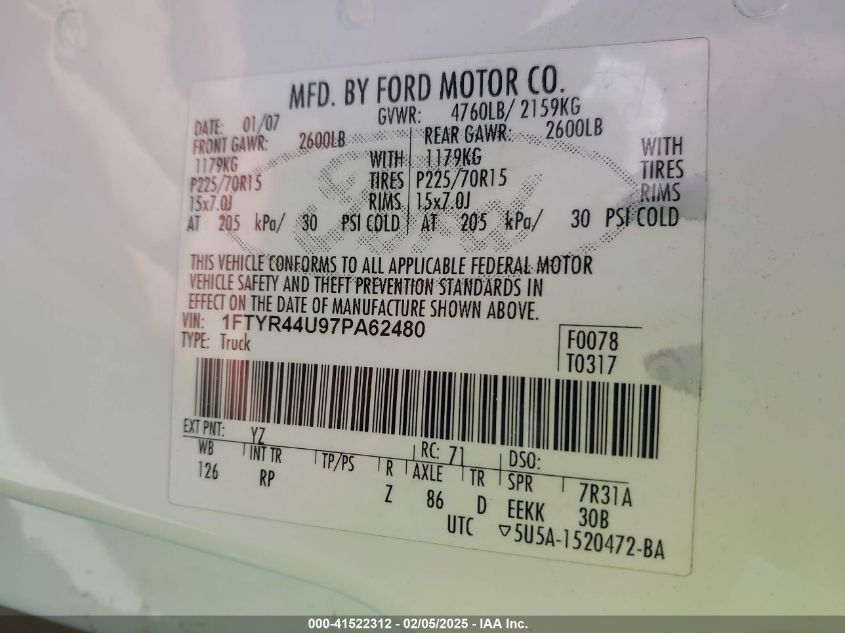 MFD. BY FORD MOTOR CO.
DATE: 01/07 GVWR: 4760LB/ 2159KG
FRONT GAWR: 2600LB REAR GAWR: 2600LB
1179KG WITH 1179KG WITH
P225/70R15 TIRES P225/70R15 TIRES
15x7.0J RIMS 15x7.0J RIMS
AT 205 kPa/ 30 PSI COLD AT 205 kPa/ 30 PSI COLD
Ford
THIS VEHICLE CONFORMS TO ALL APPLICABLE FEDERAL MOTOR
VEHICLE SAFETY AND THEFT PREVENTION STANDARDS IN
EFFECT ON THE DATE OF MANUFACTURE SHOWN ABOVE.
VIN: 1FTYR44U97PA62480
TYPE: Truck
F0078
T0317
EXT PNT: YZ RC: 71 DSO:
WB INT TR TP/PS R AXLE TR SPR 7R31A
126 RP Z 86 D EEKK 30B
UTC ▽5U5A-1520472-BA
000-41522312 - 02/05/2025 - IAA Inc.